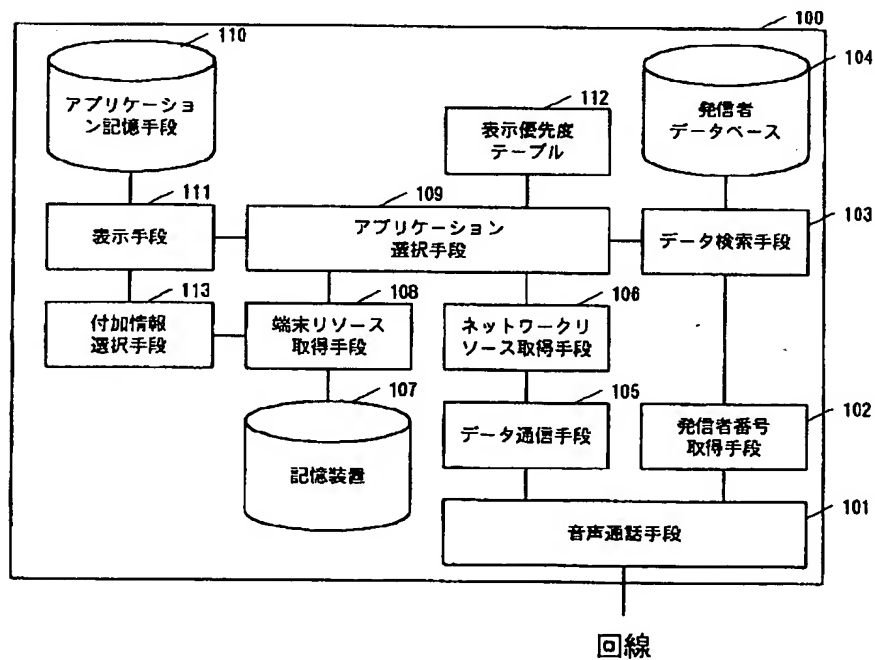 100
110
アプリケーショ
ン記憶手段
104
発信者
データベース
112
表示優先度
テーブル
111
表示手段
109
アプリケーション
選択手段
103
データ検索手段
113
付加情報
選択手段
108
端末リソース
取得手段
106
ネットワークリ
ソース取得手段
107
記憶装置
105
データ通信手段
102
発信者番号
取得手段
101
音声通話手段
回線